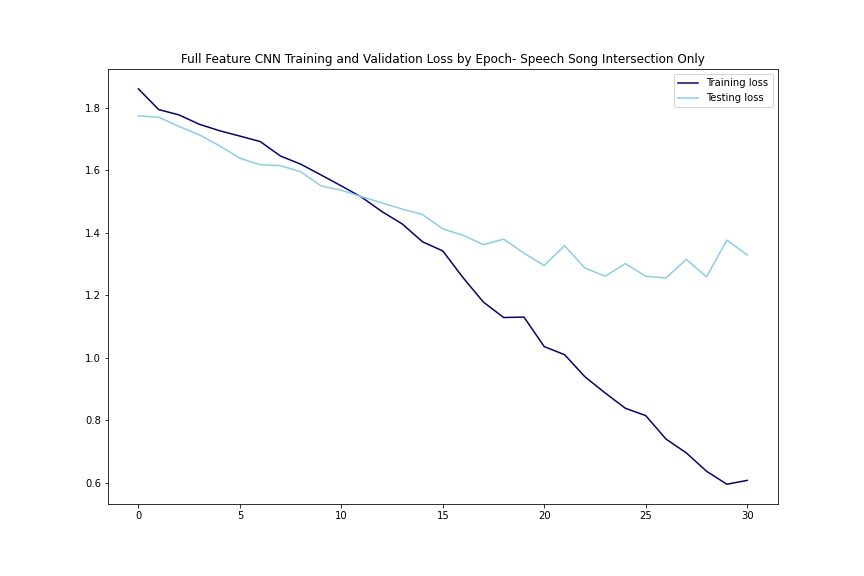 Full Feature CNN Training and Validation Loss by Epoch- Speech Song Intersection Only
Training loss
Testing loss
1.8
1.6
1.4
1.2
1.0
0.8
0.6
0 5 10 15 20 25 30